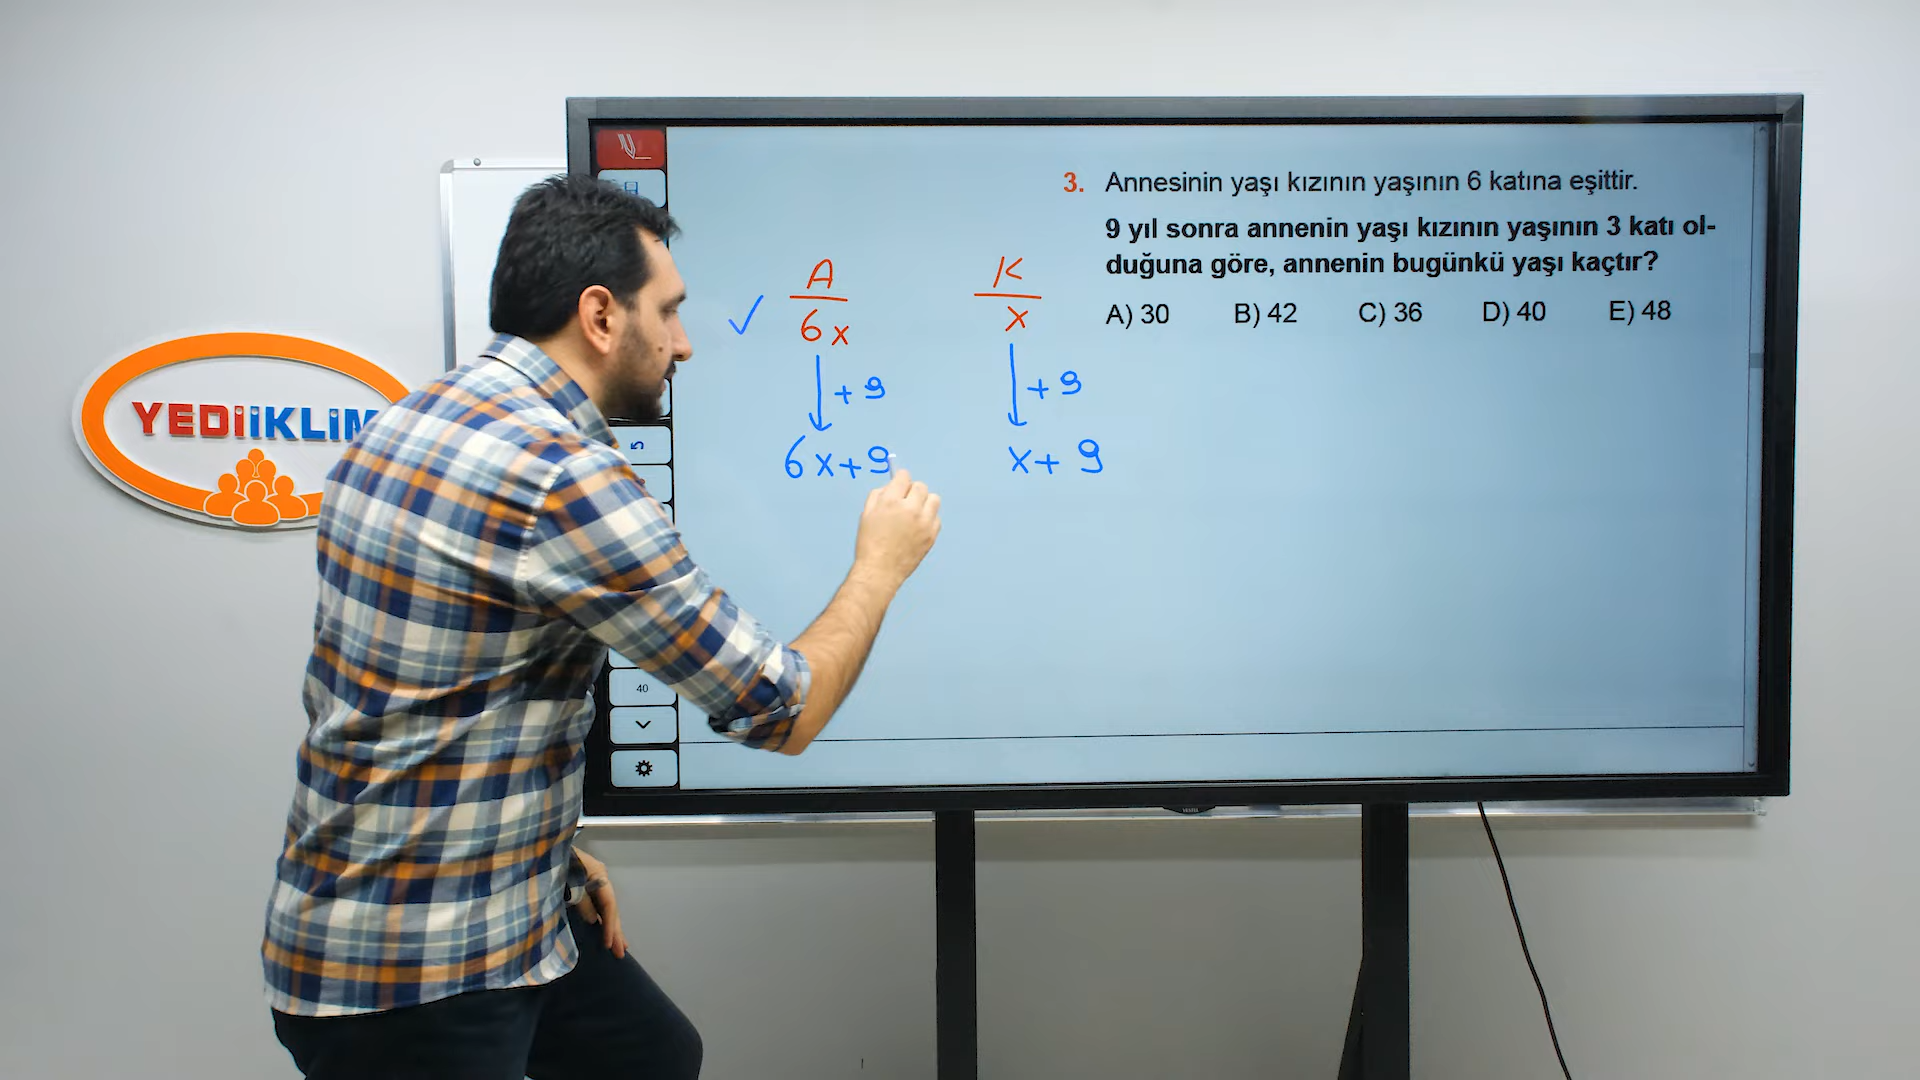 YEDiiKLiM
3. Annesinin yaşı kızının yaşının 6 katına eşittir.
9 yıl sonra annenin yaşı kızının yaşının 3 katı ol-
duğuna göre, annenin bugünkü yaşı kaçtır?
A) 30 B) 42 C) 36 D) 40 E) 48
A K
6x x
+9 +9
6x+9 x+9
40